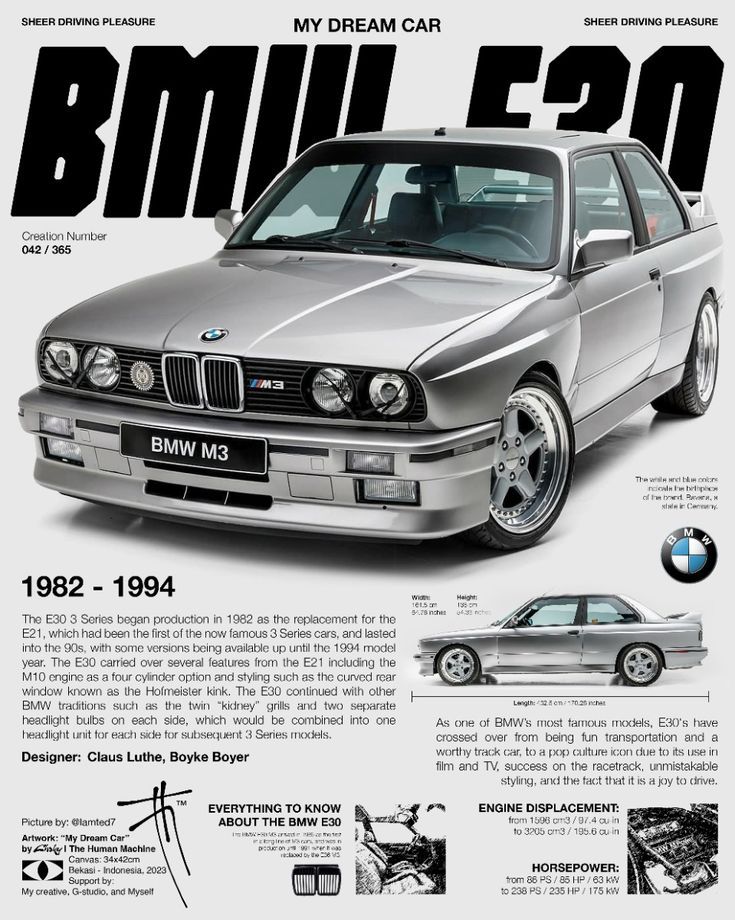 SHEER DRIVING PLEASURE
MY DREAM CAR
SHEER DRIVING PLEASURE
BMW E30
Creation Number
042 / 365
M3
BMW M3
The white and blue colors
indicate the birthplace
of the brand. Bavaria, a
state in Germany.
BMW
1982 - 1994
The E30 3 Series began production in 1982 as the replacement for the
E21, which had been the first of the now famous 3 Series cars, and lasted
into the 90s, with some versions being available up until the 1994 model
year. The E30 carried over several features from the E21 including the
M10 engine as a four cylinder option and styling such as the curved rear
window known as the Hofmeister kink. The E30 continued with other
BMW traditions such as the twin “kidney” grills and two separate
headlight bulbs on each side, which would be combined into one
headlight unit for each side for subsequent 3 Series models.
Designer: Claus Luthe, Boyke Boyer
Width:
Height:
Length:
As one of BMW's most famous models, E30's have
crossed over from being fun transportation and a
worthy track car, to a pop culture icon due to its use in
film and TV, success on the racetrack, unmistakable
styling, and the fact that it is a joy to drive.
TM
Picture by: @lamted7
Artwork: “My Dream Car”
by | The Human Machine
Canvas: 34x42cm
Bekasi - Indonesia, 2023
Support by:
My creative, G-studio, and Myself
EVERYTHING TO KNOW
ABOUT THE BMW E30
ENGINE DISPLACEMENT:
from 1596 cm3 / 97.4 cu-in
to 3205 cm3 / 195.6 cu-in
HORSEPOWER:
from 86 PS / 85 HP / 63 kW
to 238 PS / 235 HP / 175 kW